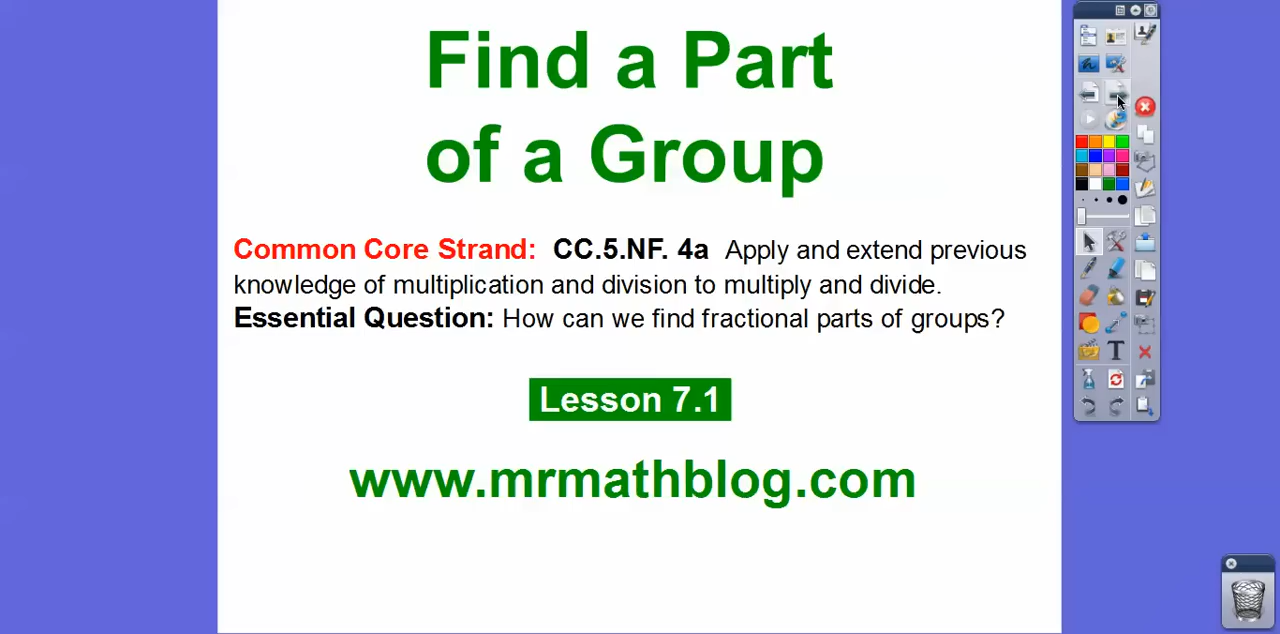 Find a Part
of a Group
Common Core Strand: CC.5.NF. 4a Apply and extend previous
knowledge of multiplication and division to multiply and divide.
Essential Question: How can we find fractional parts of groups?
Lesson 7.1
www.mrmathblog.com
T